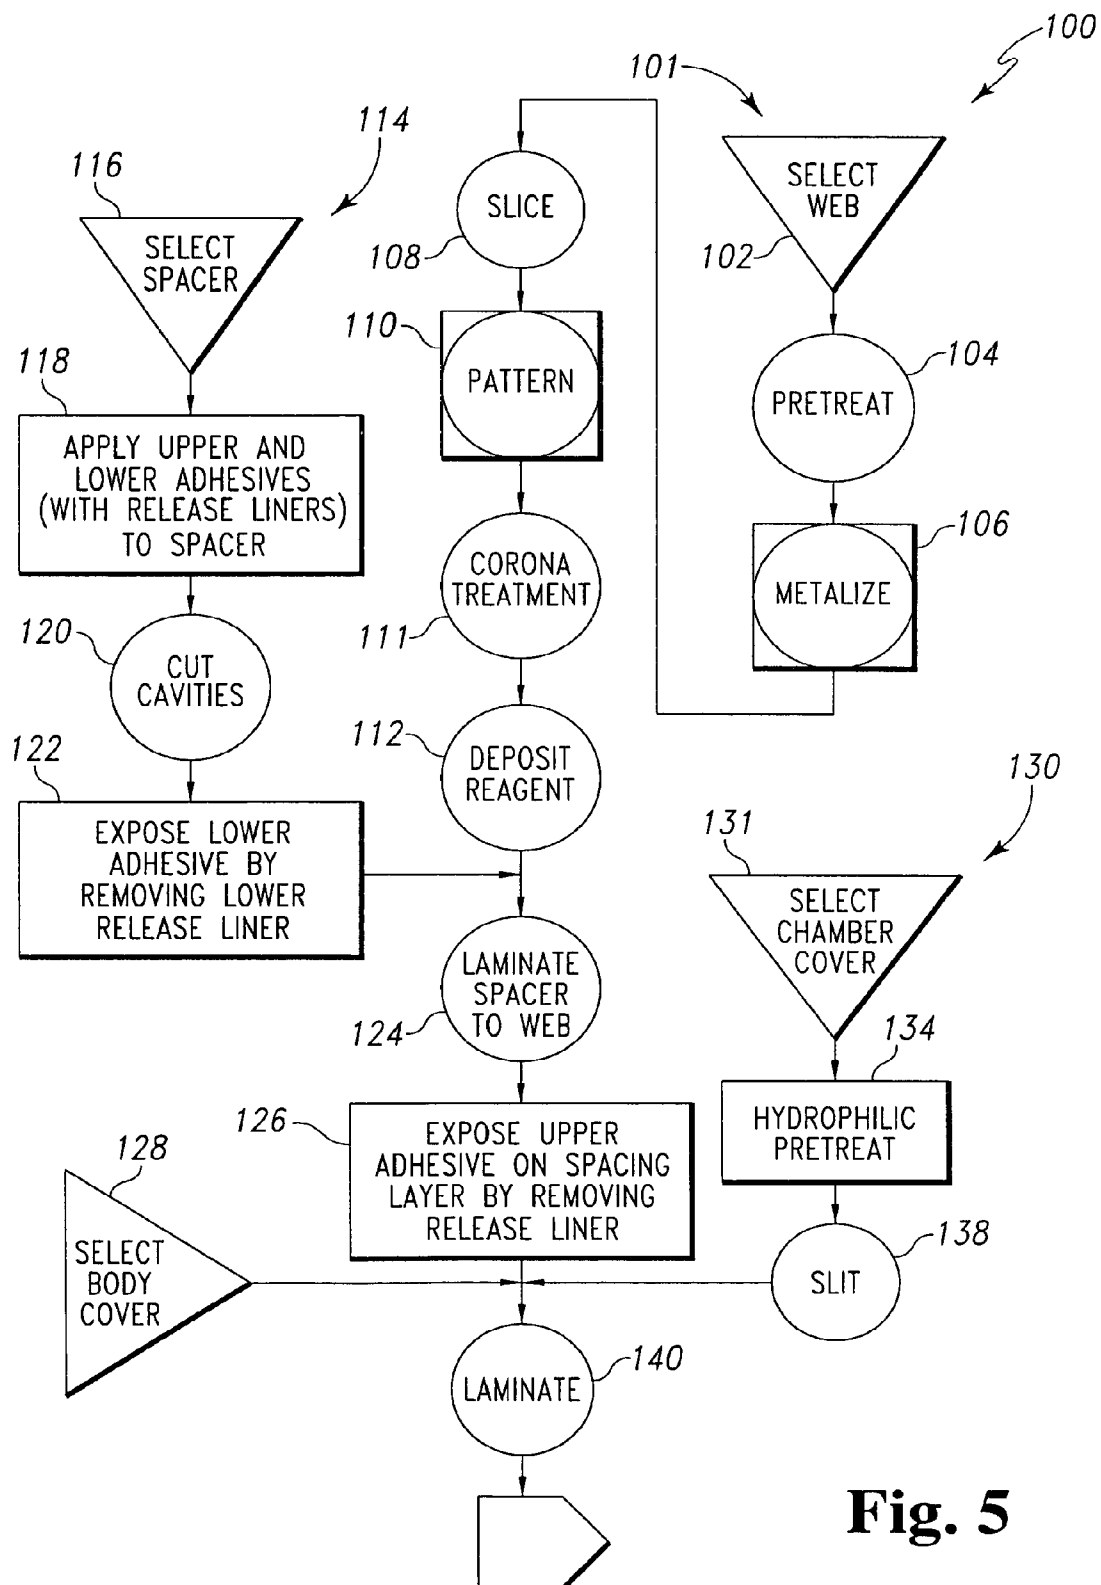 100
101
114
116
SELECT
SPACER
SLICE
108
SELECT
WEB
102
110
PATTERN
104
PRETREAT
118
APPLY UPPER AND
LOWER ADHESIVES
(WITH RELEASE LINERS)
TO SPACER
106
METALIZE
CORONA
TREATMENT
111
120
CUT
CAVITIES
112
DEPOSIT
REAGENT
122
EXPOSE LOWER
ADHESIVE BY
REMOVING LOWER
RELEASE LINER
130
131
SELECT
CHAMBER
COVER
LAMINATE
SPACER
TO WEB
124
134
HYDROPHILIC
PRETREAT
126
EXPOSE UPPER
ADHESIVE ON SPACING
LAYER BY REMOVING
RELEASE LINER
128
SELECT
BODY
COVER
138
SLIT
140
LAMINATE
Fig. 5